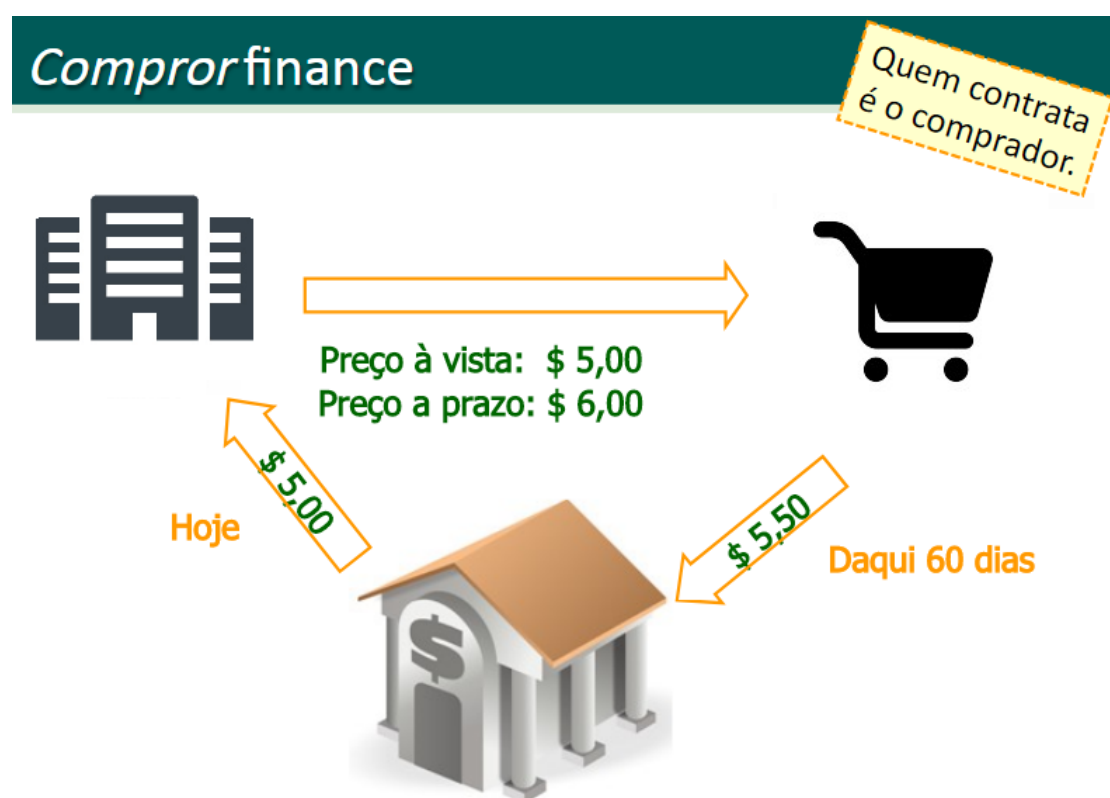 Compror finance
Quem contrata
é o comprador.
Preço à vista: $ 5,00
Preço a prazo: $ 6,00
$ 5,00
Hoje
$ 5,50
Daqui 60 dias
$